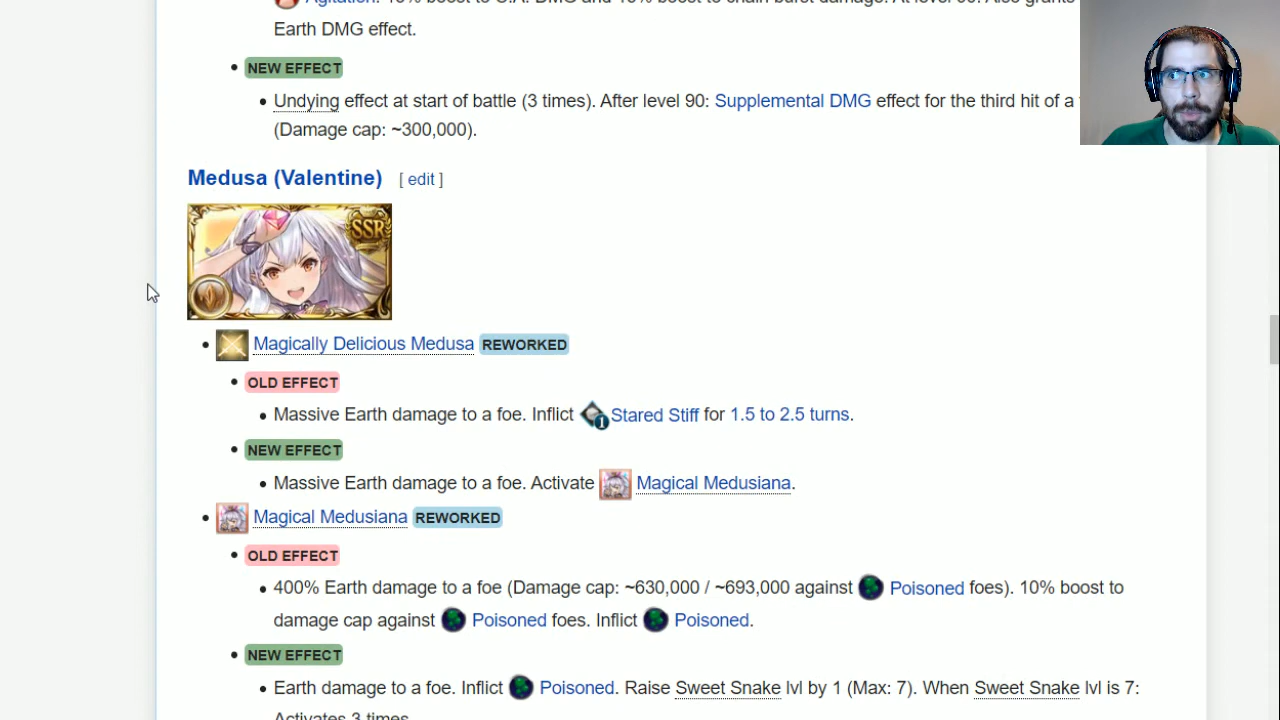 Earth DMG effect.
NEW EFFECT
Undying effect at start of battle (3 times). After level 90: Supplemental DMG effect for the third hit of a
(Damage cap: ~300,000).
Medusa (Valentine) [ edit ]
SSR
Magically Delicious Medusa REWORKED
OLD EFFECT
Massive Earth damage to a foe. Inflict 1 Stared Stiff for 1.5 to 2.5 turns.
NEW EFFECT
Massive Earth damage to a foe. Activate Magical Medusiana.
Magical Medusiana REWORKED
OLD EFFECT
400% Earth damage to a foe (Damage cap: ~630,000 / ~693,000 against Poisoned foes). 10% boost to
damage cap against Poisoned foes. Inflict Poisoned.
NEW EFFECT
Earth damage to a foe. Inflict Poisoned. Raise Sweet Snake lvl by 1 (Max: 7). When Sweet Snake lvl is 7:
Activates 3 times.